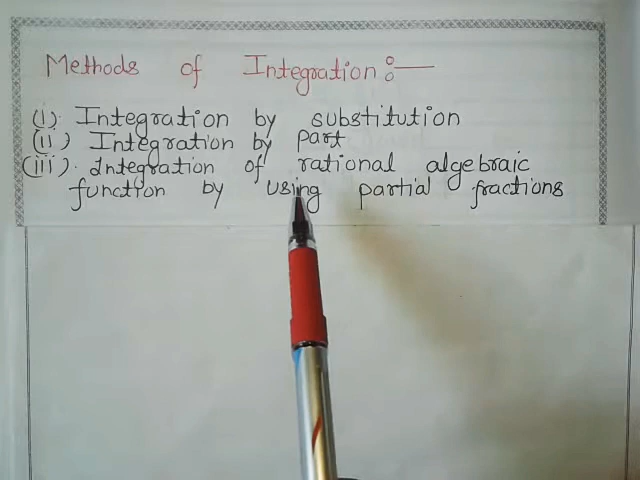 Methods of Integration :—
(i). Integration by substitution
(ii) Integration by part
(iii). Integration of rational algebraic
function by using partial fractions